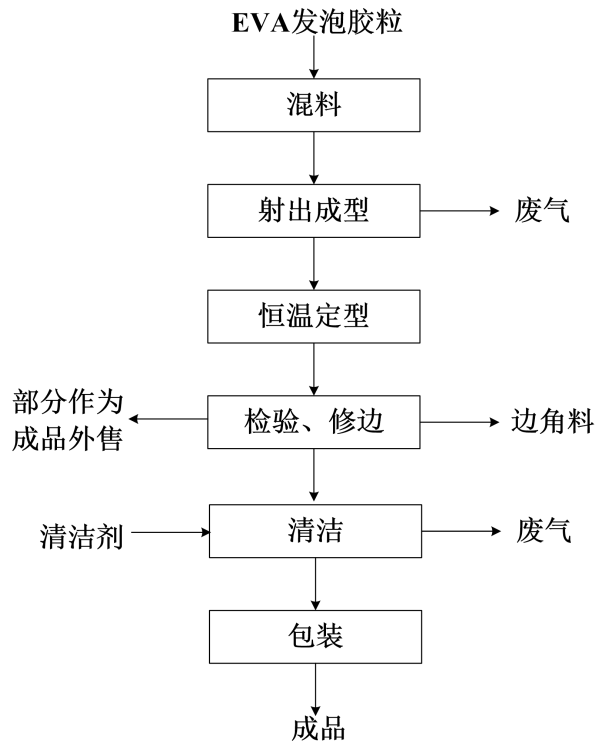 EVA发泡胶粒
混料
射出成型
废气
恒温定型
部分作为
成品外售
检验、修边
边角料
清洁剂
清洁
废气
包装
成品